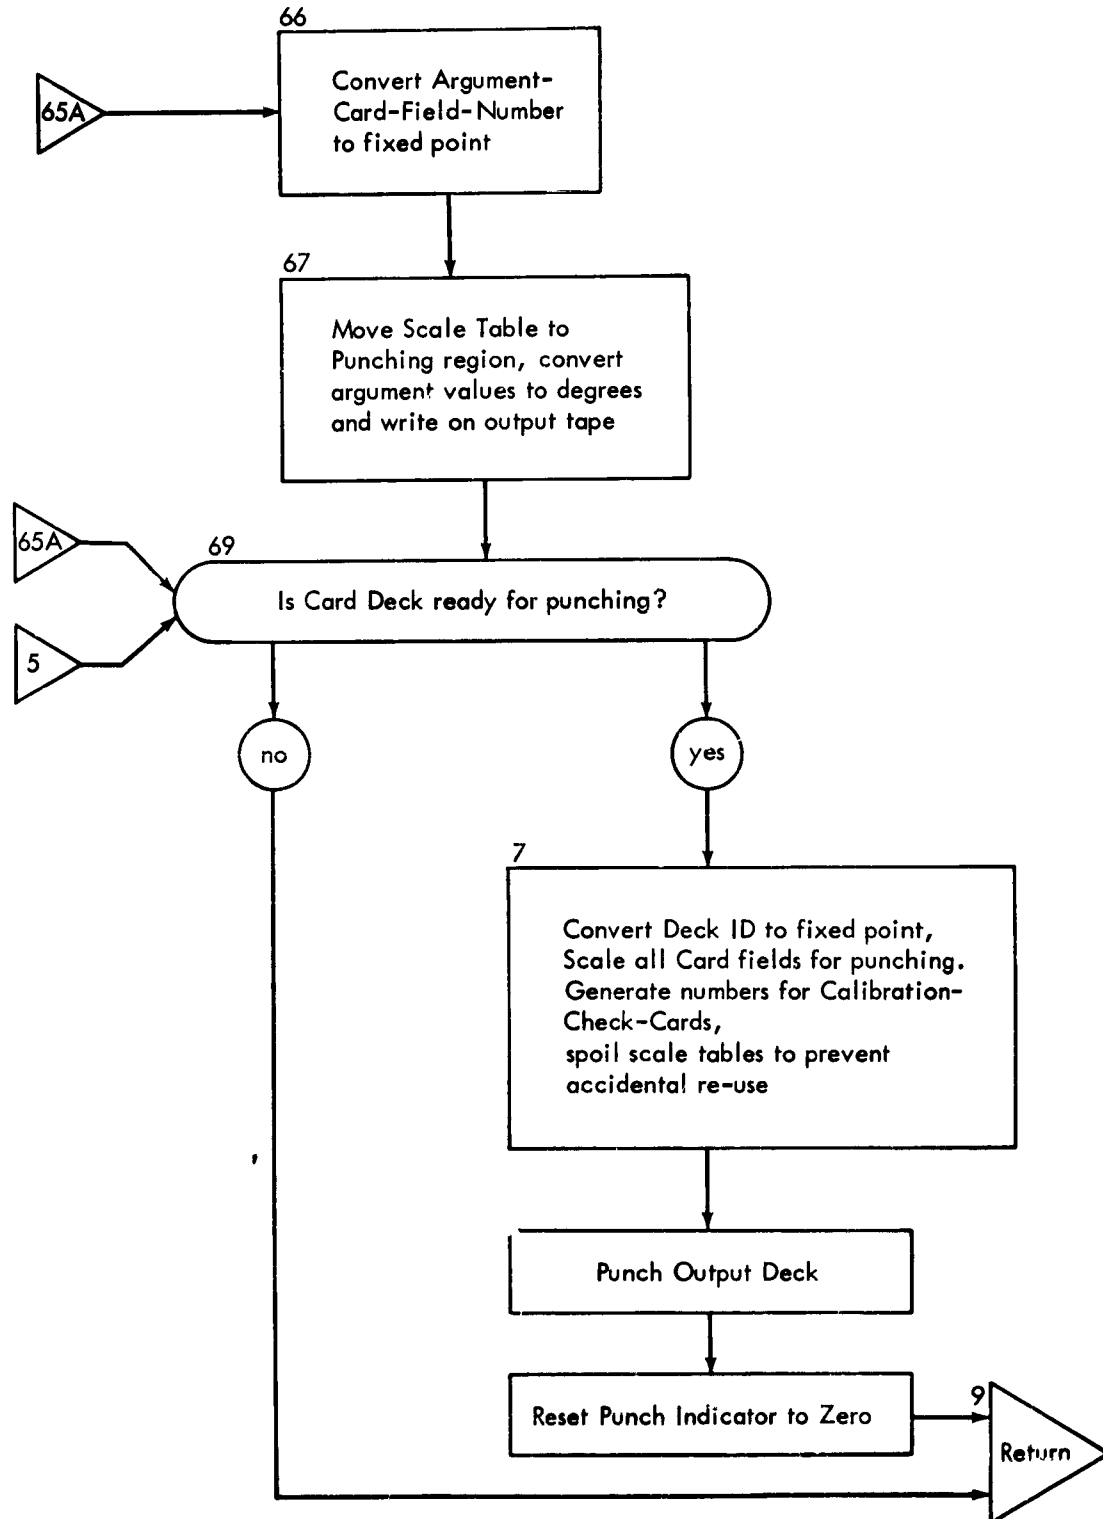 66
65A
Convert Argument-
Card-Field-Number
to fixed point
67
Move Scale Table to
Punching region, convert
argument values to degrees
and write on output tape
65A
69
Is Card Deck ready for punching?
5
no
yes
7
Convert Deck ID to fixed point,
Scale all Card fields for punching.
Generate numbers for Calibration-
Check-Cards,
spoil scale tables to prevent
accidental re-use
Punch Output Deck
Reset Punch Indicator to Zero
9
Return